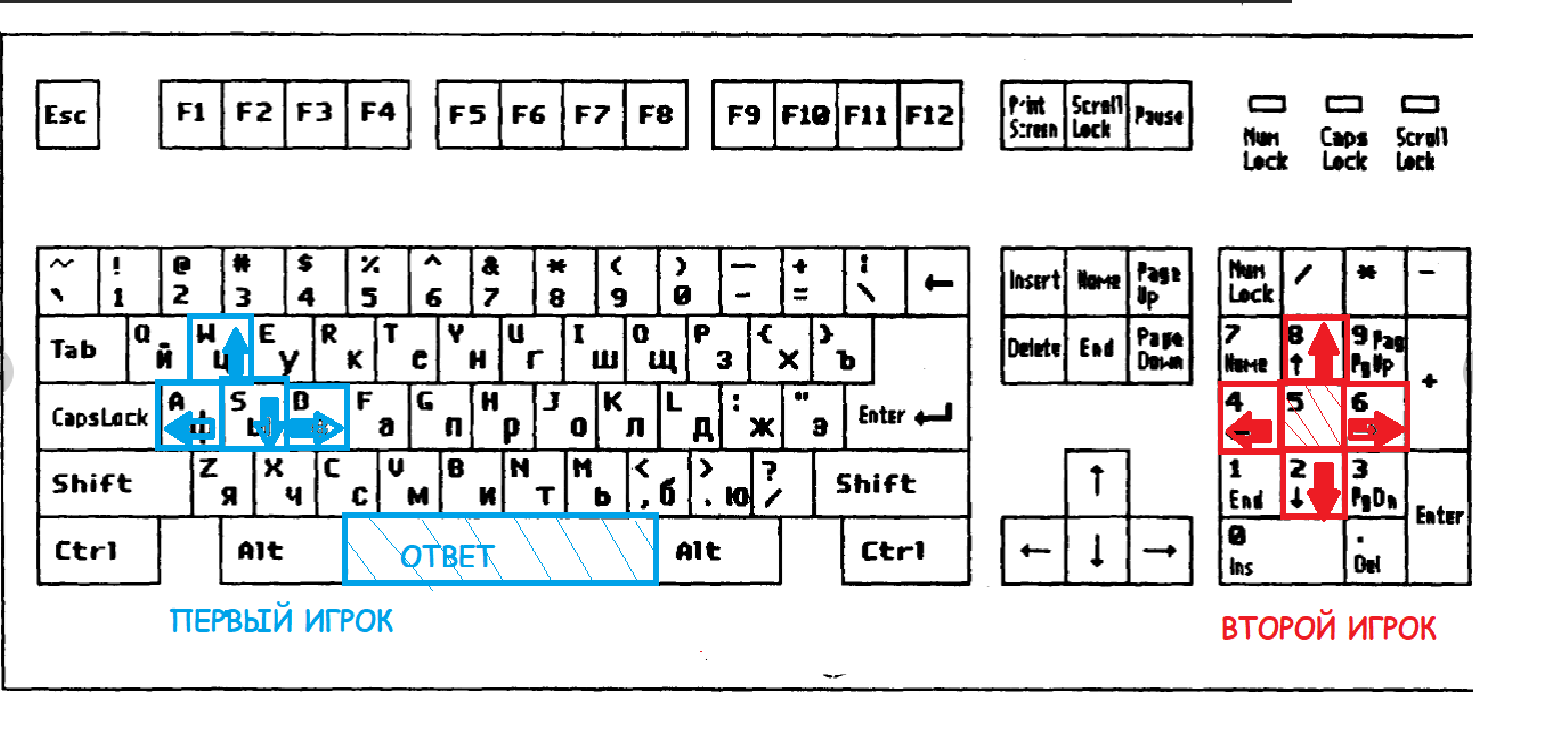 Esc F1 F2 F3 F4 F5 F6 F7 F8 F9 F10 F11 F12 Print Screen Scroll Lock Pause
Num Lock Caps Lock Scroll Lock
~ ! @ # $ % ^ & * ( ) — + ¦ ←
` 1 2 3 4 5 6 7 8 9 0 - = \
Insert Home Page Up Num Lock / * -
Tab Q Й W Ц E У R К T Е Y Н U Г I Ш O Щ P З { Х } Ъ
Delete End Page Down 7 Home 8 ↑ 9 PgUp +
CapsLock A S Ы D F а G п H р J о K л L д : ж " э Enter
4 5 6
Shift Z Я X Ч C С V М B И N Т M Ь < , б > . Ю ? / Shift
↑ 1 End 2 ↓ 3 PgDn Enter
Ctrl Alt ОТВЕТ Alt Ctrl
← ↓ → 0 Ins . Del
ПЕРВЫЙ ИГРОК
ВТОРОЙ ИГРОК